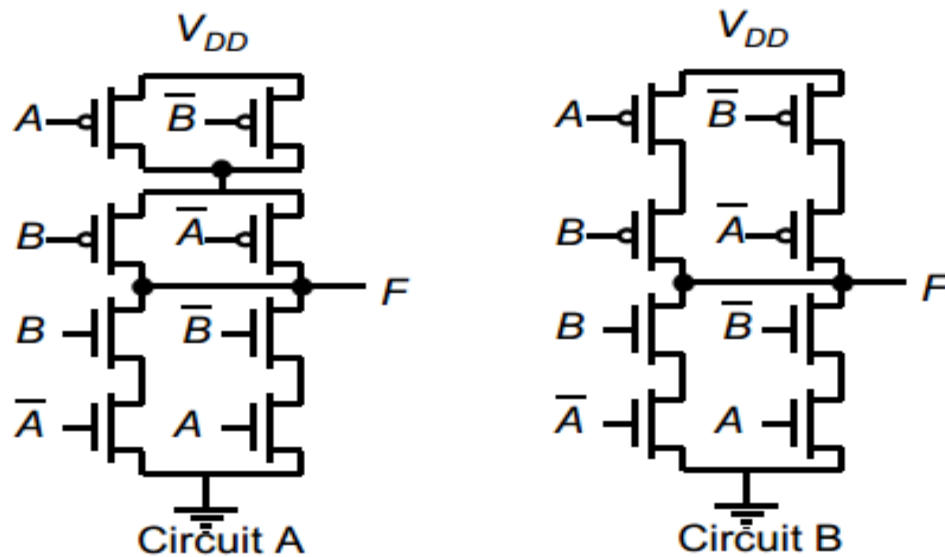 V_DD V_DD
A B̅ A B̅
B A̅ B A̅
F F
B B̅ B B̅
A̅ A A̅ A
Circuit A Circuit B